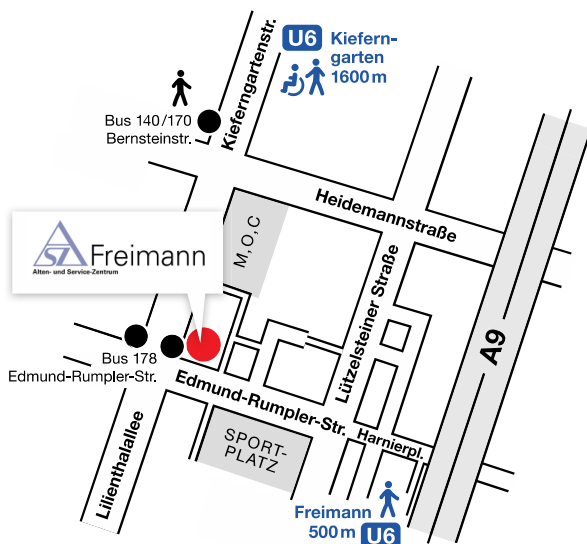 U6 Kiefern-
garten
1600 m
Kieferngartenstr.
Bus 140/170
Bernsteinstr.
L
Heidemannstraße
M,O,C
ASZ Freimann
Alten- und Service-Zentrum
Lützelsteiner Straße
A9
Bus 178
Edmund-Rumpler-Str.
Edmund-Rumpler-Str.
Harnierpl.
SPORT-
PLATZ
Lilienthalallee
Freimann
500 m U6